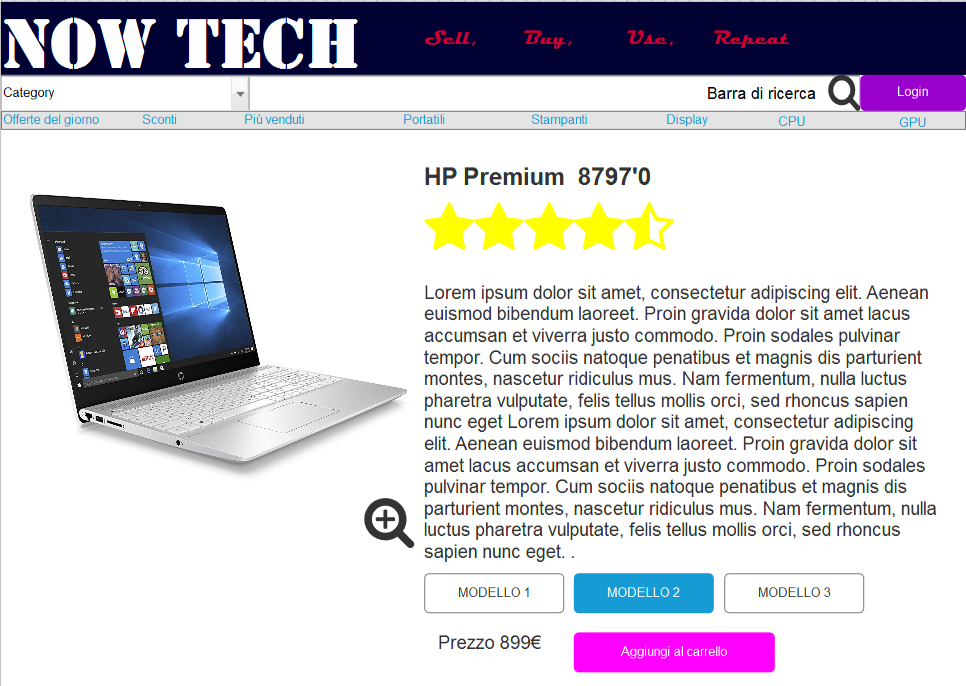 NOW TECH
Sell, Buy, Use, Repeat
Category Barra di ricerca Login
Offerte del giorno Sconti Più venduti Portatili Stampanti Display CPU GPU
HP Premium 8797'0
Lorem ipsum dolor sit amet, consectetur adipiscing elit. Aenean
euismod bibendum laoreet. Proin gravida dolor sit amet lacus
accumsan et viverra justo commodo. Proin sodales pulvinar
tempor. Cum sociis natoque penatibus et magnis dis parturient
montes, nascetur ridiculus mus. Nam fermentum, nulla luctus
pharetra vulputate, felis tellus mollis orci, sed rhoncus sapien
nunc eget Lorem ipsum dolor sit amet, consectetur adipiscing
elit. Aenean euismod bibendum laoreet. Proin gravida dolor sit
amet lacus accumsan et viverra justo commodo. Proin sodales
pulvinar tempor. Cum sociis natoque penatibus et magnis dis
parturient montes, nascetur ridiculus mus. Nam fermentum, nulla
luctus pharetra vulputate, felis tellus mollis orci, sed rhoncus
sapien nunc eget. .
MODELLO 1 MODELLO 2 MODELLO 3
Prezzo 899€ Aggiungi al carrello